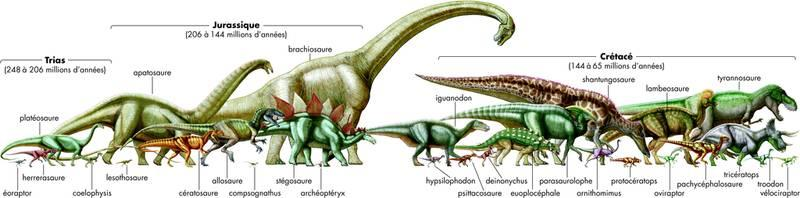 Trias
(248 à 206 millions d'années)
Jurassique
(206 à 144 millions d'années)
Crétacé
(144 à 65 millions d'années)
platéosaure
apatosaure
brachiosaure
iguanodon
shantungosaure
lambeosaure
tyrannosaure
éoraptor
herrerasaure
coelophysis
lesothosaure
cératosaure
allosaure
compsognathus
stégosaure
archéoptéryx
hypsilophodon
psittacosaure
deinonychus
euoplocéphale
parasaurolophe
ornithomimus
protocératops
oviraptor
pachycéphalosaure
tricératops
troodon
vélociraptor